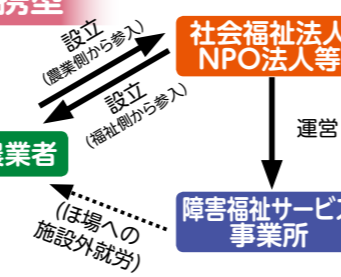 携型
設立
(農業側から参入)
設立
(福祉側から参入)
社会福祉法人
NPO法人等
運営
農業者
障害福祉サービス
事業所
(ほ場への
施設外就労)